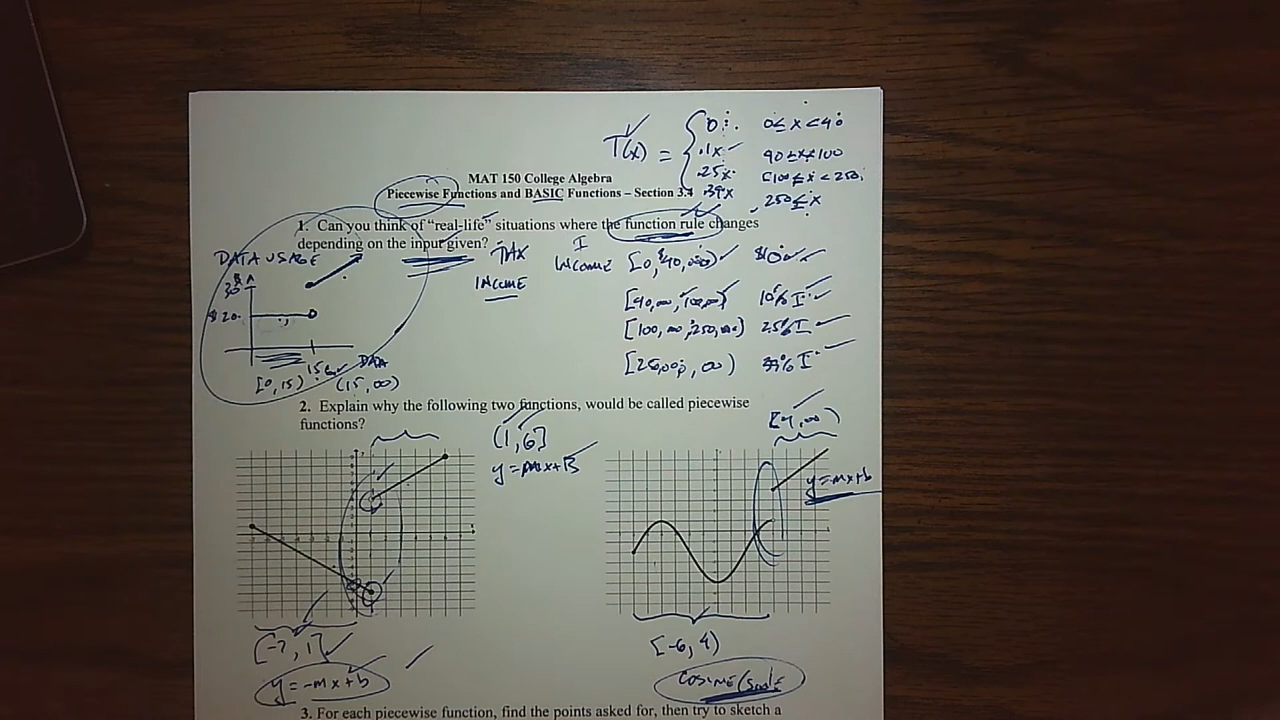 T(x) = { 0 0 ≤ x < 40
.1x 40 ≤ x < 100
.25x 100 ≤ x < 250
.39x 250 ≤ x
MAT 150 College Algebra
Piecewise Functions and BASIC Functions – Section 3.4
1. Can you think of “real-life” situations where the function rule changes
depending on the input given?
TAX
INCOME
I
INCOME
[0, $40,000) $0
[40,000, 100,000) 10% I
[100,000, 250,000) 25% I
, ∞) 39% I
DATA USAGE
$
30
$20
15 DATA
[0, 15) (15, ∞)
2. Explain why the following two functions, would be called piecewise
functions?
(1, 6]
y = mx + B
[-7, 1]
y = -mx + b
[4, ∞)
y = mx + b
[-6, 4)
COSINE/Sine
3. For each piecewise function, find the points asked for, then try to sketch a